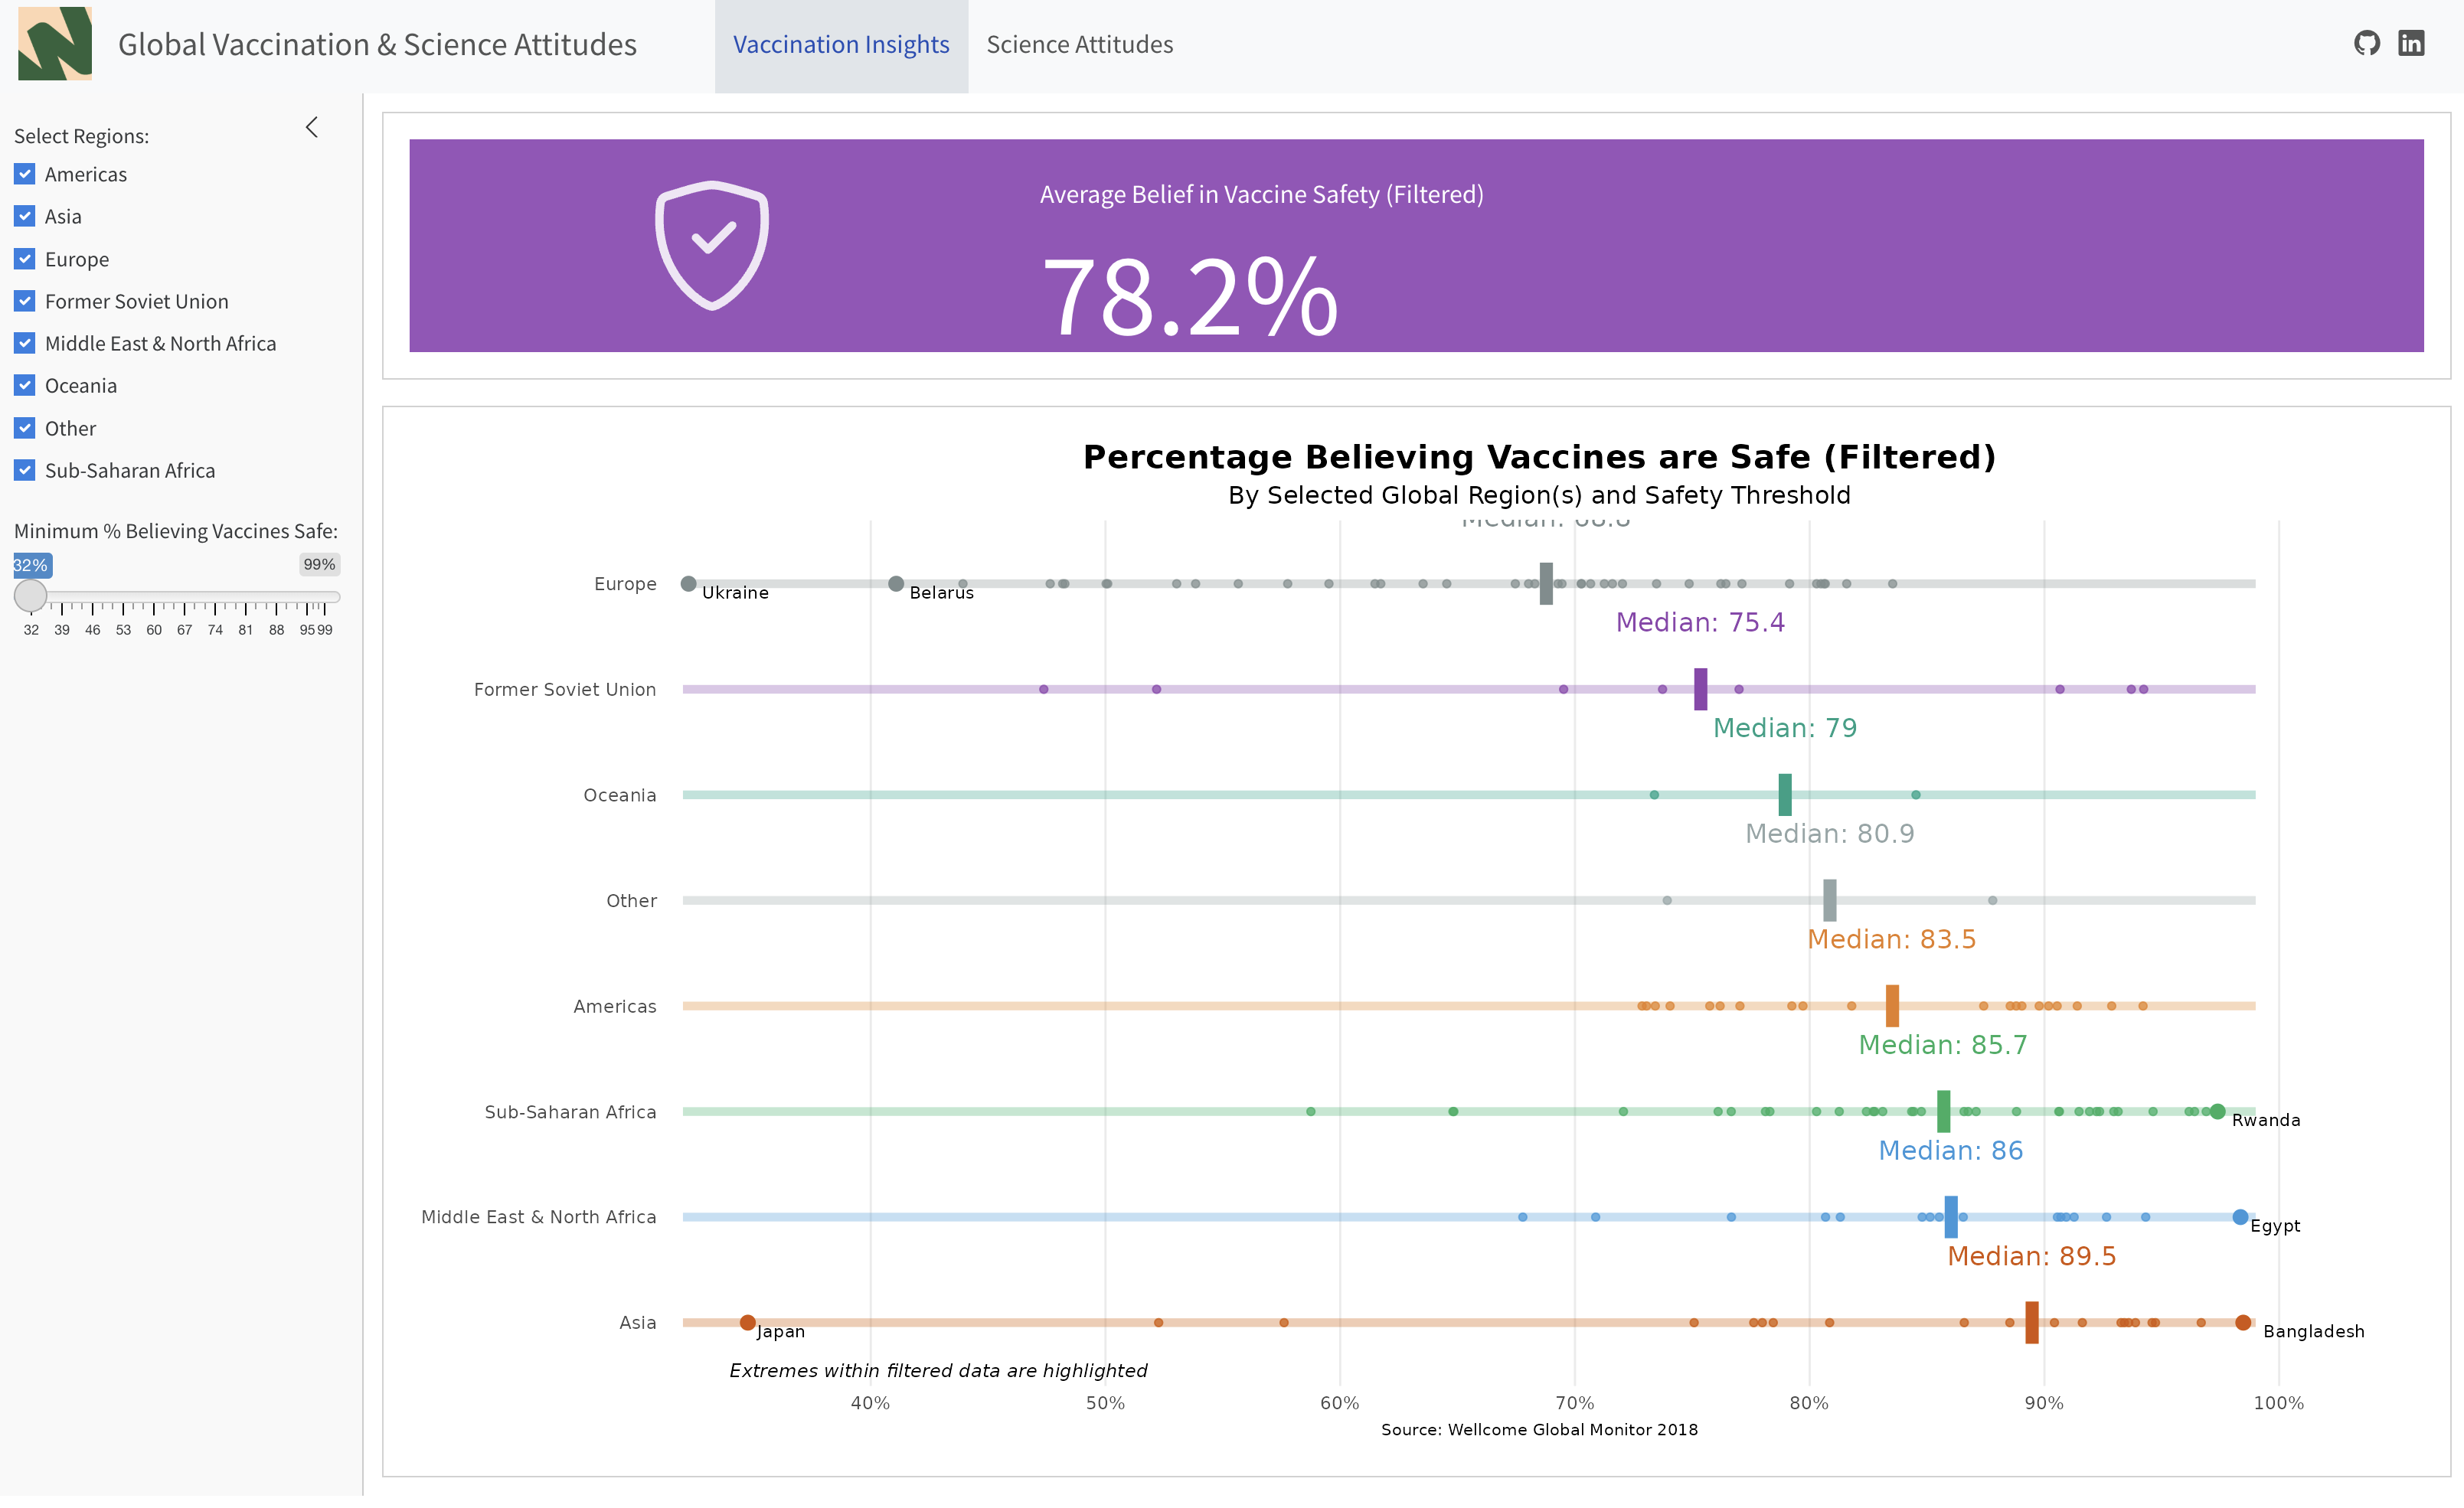 Global Vaccination & Science Attitudes
Vaccination Insights
Science Attitudes
Select Regions:
Americas
Asia
Europe
Former Soviet Union
Middle East & North Africa
Oceania
Other
Sub-Saharan Africa
Minimum % Believing Vaccines Safe:
32%
99%
32 39 46 53 60 67 74 81 88 95 99
Average Belief in Vaccine Safety (Filtered)
78.2%
Percentage Believing Vaccines are Safe (Filtered)
By Selected Global Region(s) and Safety Threshold
Median: 68.8
Europe
Ukraine
Belarus
Median: 75.4
Former Soviet Union
Median: 79
Oceania
Median: 80.9
Other
Median: 83.5
Americas
Median: 85.7
Sub-Saharan Africa
Rwanda
Median: 86
Middle East & North Africa
Egypt
Median: 89.5
Asia
Japan
Bangladesh
Extremes within filtered data are highlighted
40% 50% 60% 70% 80% 90% 100%
Source: Wellcome Global Monitor 2018
in